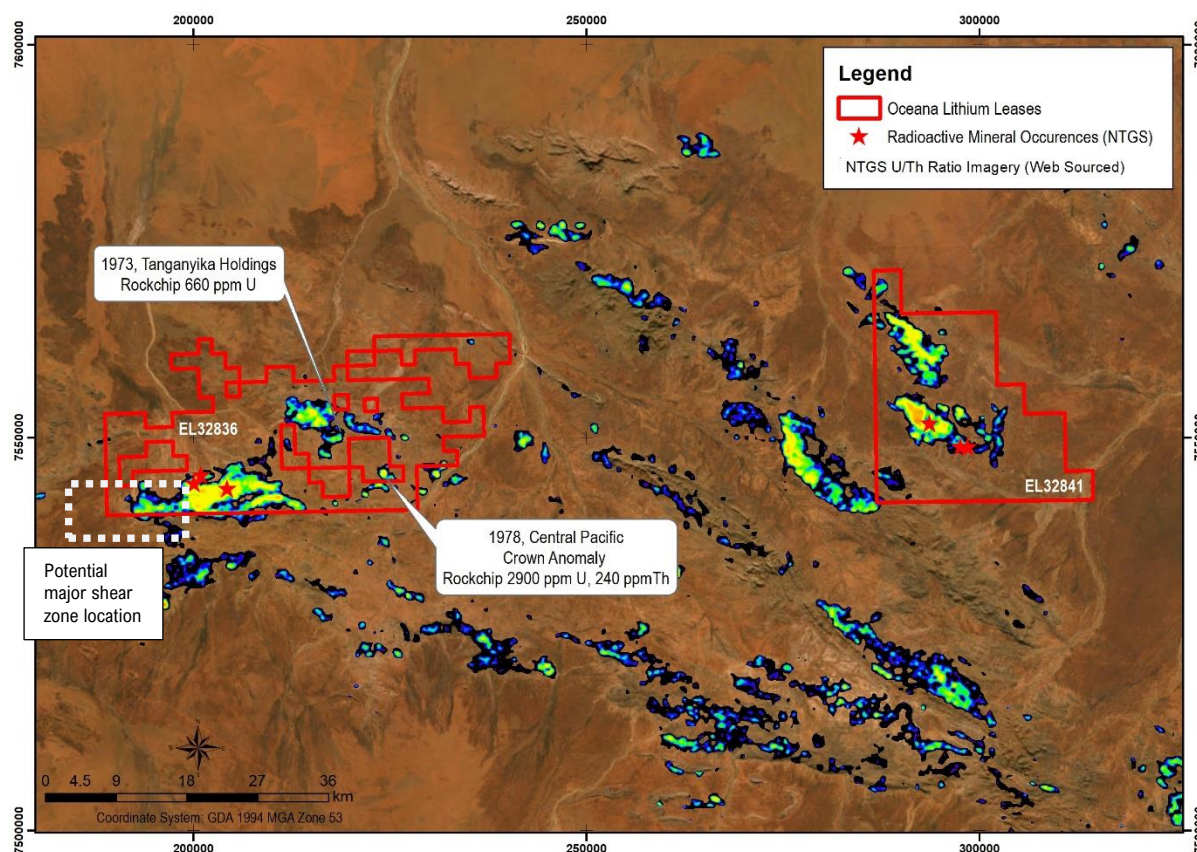 200000
250000
300000
7600000
7600000
Legend
Oceana Lithium Leases
Radioactive Mineral Occurences (NTGS)
NTGS U/Th Ratio Imagery (Web Sourced)
1973, Tanganyika Holdings
Rockchip 660 ppm U
EL32836
7550000
7550000
EL32841
1978, Central Pacific
Crown Anomaly
Rockchip 2900 ppm U, 240 ppmTh
Potential
major shear
zone location
N
0 4.5 9 18 27 36
km
Coordinate System: GDA 1994 MGA Zone 53
7500000
7500000
200000
250000
300000